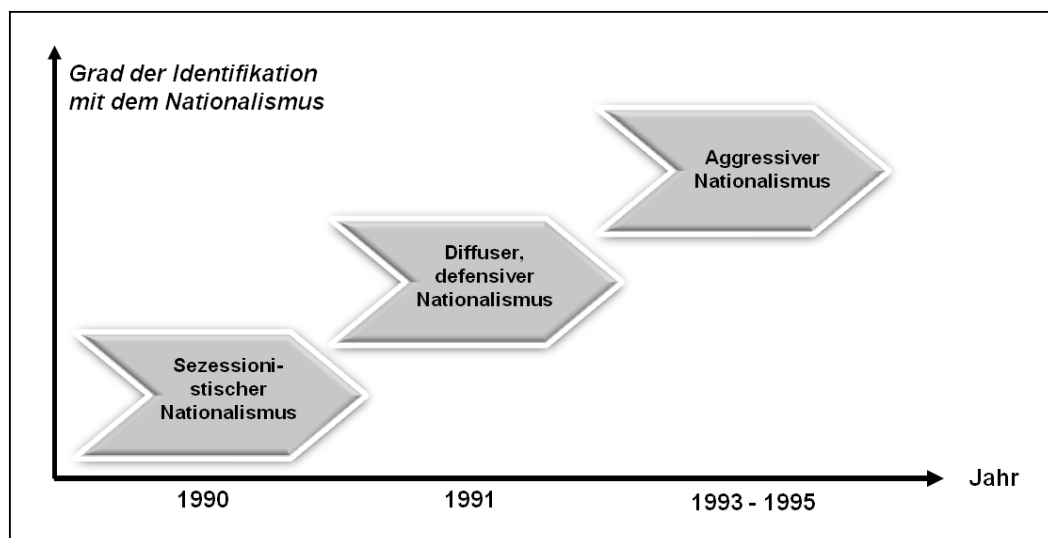 Grad der Identifikation
mit dem Nationalismus
Aggressiver
Nationalismus
Diffuser,
defensiver
Nationalismus
Sezessioni-
stischer
Nationalismus
Jahr
1990
1991
1993 - 1995